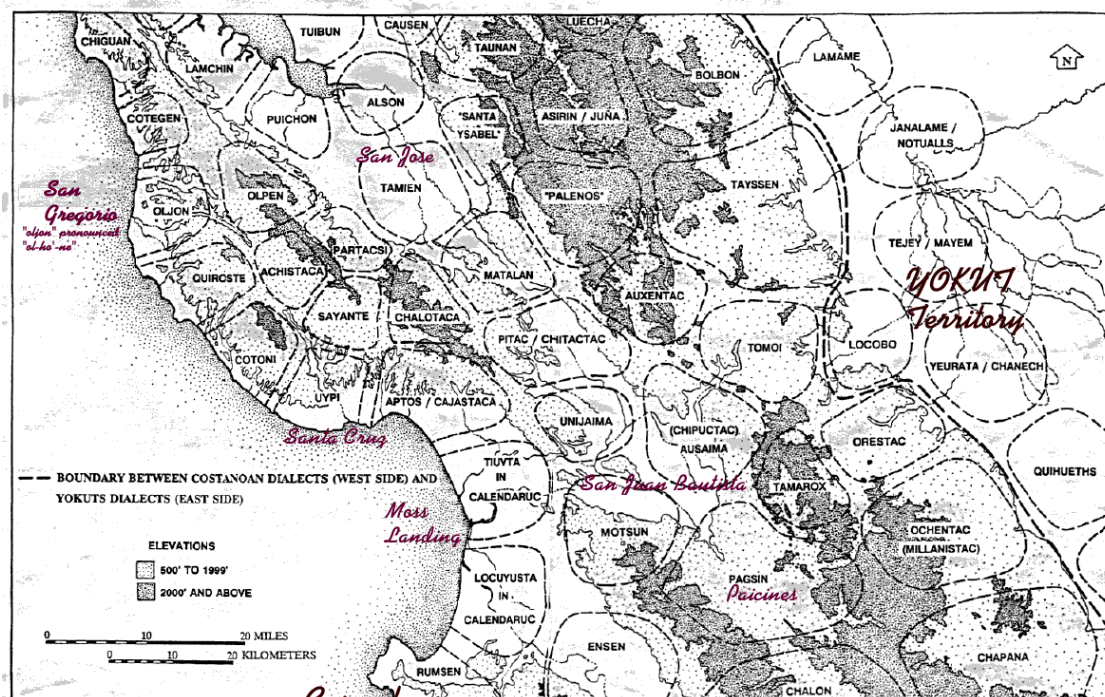 CHIGUAN
LAMCHIN
TUIBUN
CAUSEN
TAUNAN
LUECHA
BOLBON
LAMAME
N
COTEGEN
PUICHON
ALSON
"SANTA
YSABEL"
ASIRIN / JUÑA
JANALAME /
NOTUALLS
San Jose
TAMIEN
San
Gregorio
"oljon" pronounced
"ol-ho'-ne"
OLJON
OLPEN
"PALENOS"
TAYSSEN
TEJEY / MAYEM
YOKUT
Territory
QUIROSTE
ACHISTACA
PARTACSI
MATALAN
AUXENTAC
SAYANTE
CHALOTACA
PITAC / CHITACTAC
TOMOI
LOCOBO
YEURATA / CHANECH
COTONI
UYPI
APTOS / CAJASTACA
UNIJAIMA
(CHIPUCTAC)
AUSAIMA
ORESTAC
Santa Cruz
TIUVTA
IN
CALENDARUC
San Juan Bautista
TAMAROX
QUIHUETHS
BOUNDARY BETWEEN COSTANOAN DIALECTS (WEST SIDE) AND
YOKUTS DIALECTS (EAST SIDE)
Moss
Landing
MOTSUN
OCHENTAC
(MILLANISTAC)
ELEVATIONS
500' TO 1999'
2000' AND ABOVE
LOCUYUSTA
IN
CALENDARUC
PAGSIN
Paicines
0 10 20 MILES
0 10 20 KILOMETERS
RUMSEN
ENSEN
CHAPANA
CHALON